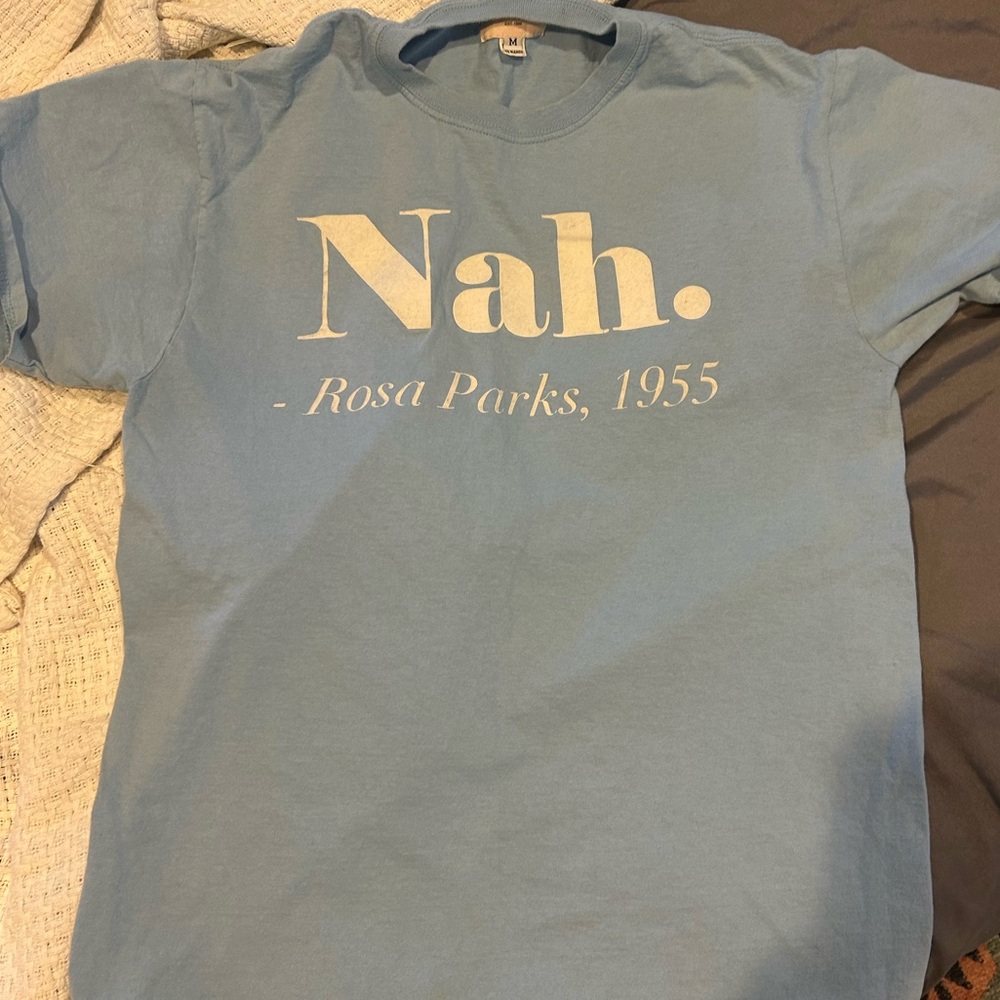 M
Nah.
- Rosa Parks, 1955